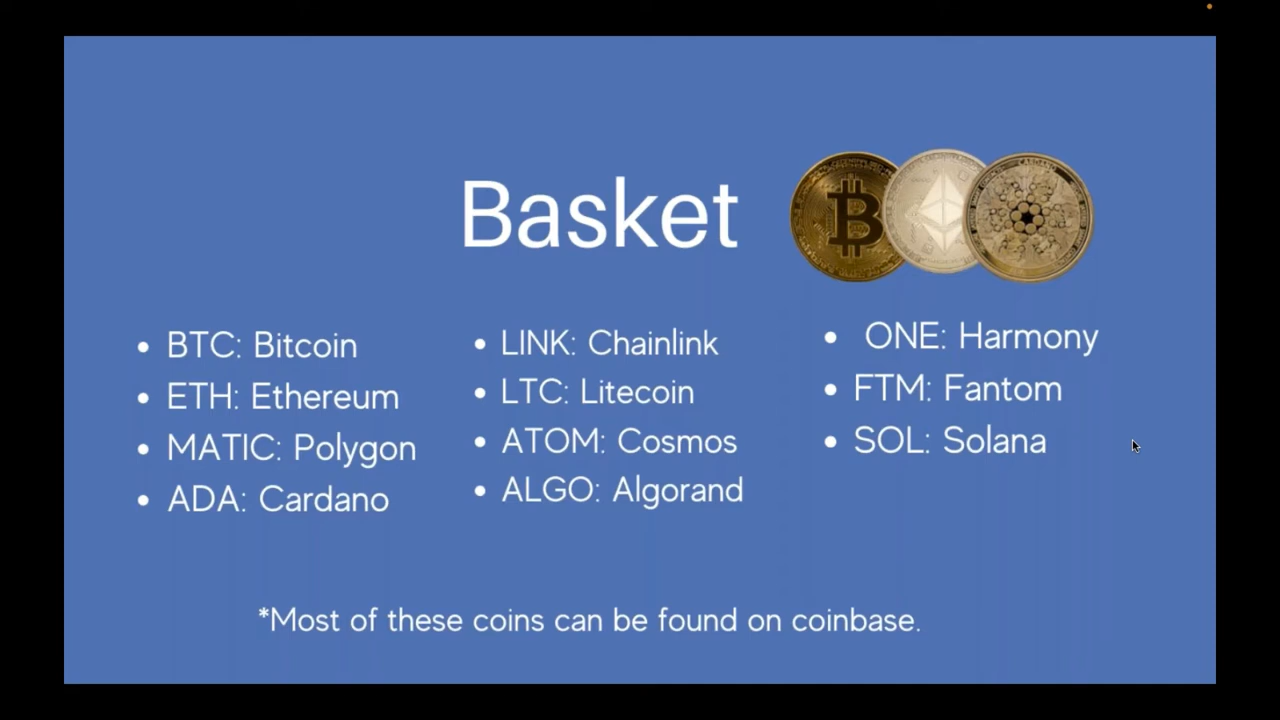 Basket
• BTC: Bitcoin
• ETH: Ethereum
• MATIC: Polygon
• ADA: Cardano
• LINK: Chainlink
• LTC: Litecoin
• ATOM: Cosmos
• ALGO: Algorand
• ONE: Harmony
• FTM: Fantom
• SOL: Solana
*Most of these coins can be found on coinbase.